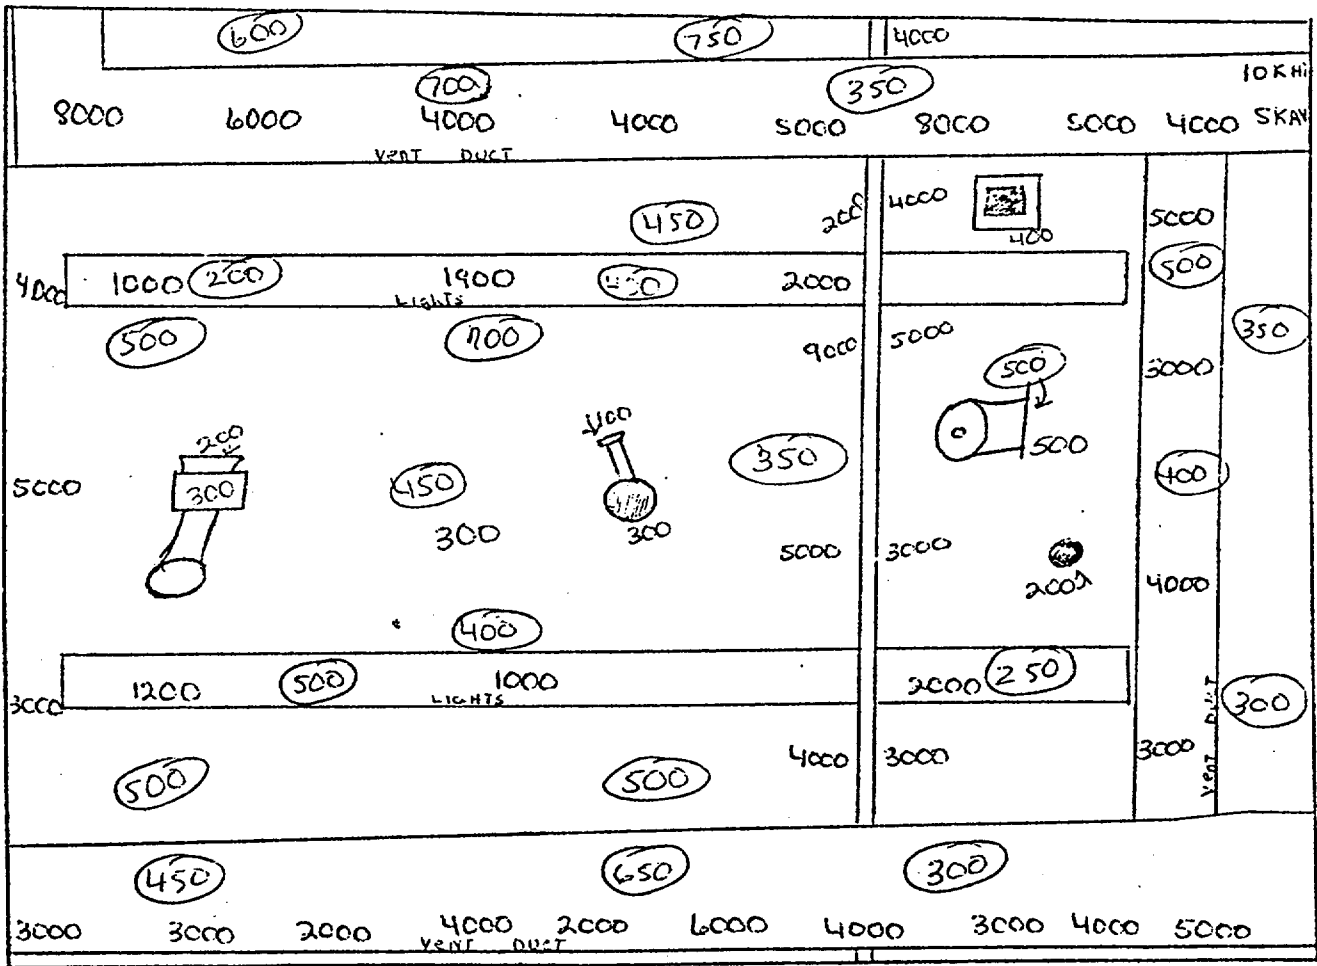 600 750 4000
700 350 10KHi
8000 6000 4000 4000 5000 8000 5000 4000 5KAV
VENT DUCT
450 2000 4000 400 5000
4000 1000 200 1900 2000 500
LIGHTS
500 700 9000 5000 500 3000 350
200 400 350 500
5000 300 450 400
300 300 5000 3000 2002 4000
400
3000 1200 500 1000 2000 250 300
LIGHTS
VENT DUCT
500 500 4000 3000 3000
450 650 300
3000 3000 2000 4000 2000 6000 4000 3000 4000 5000
VENT DUCT